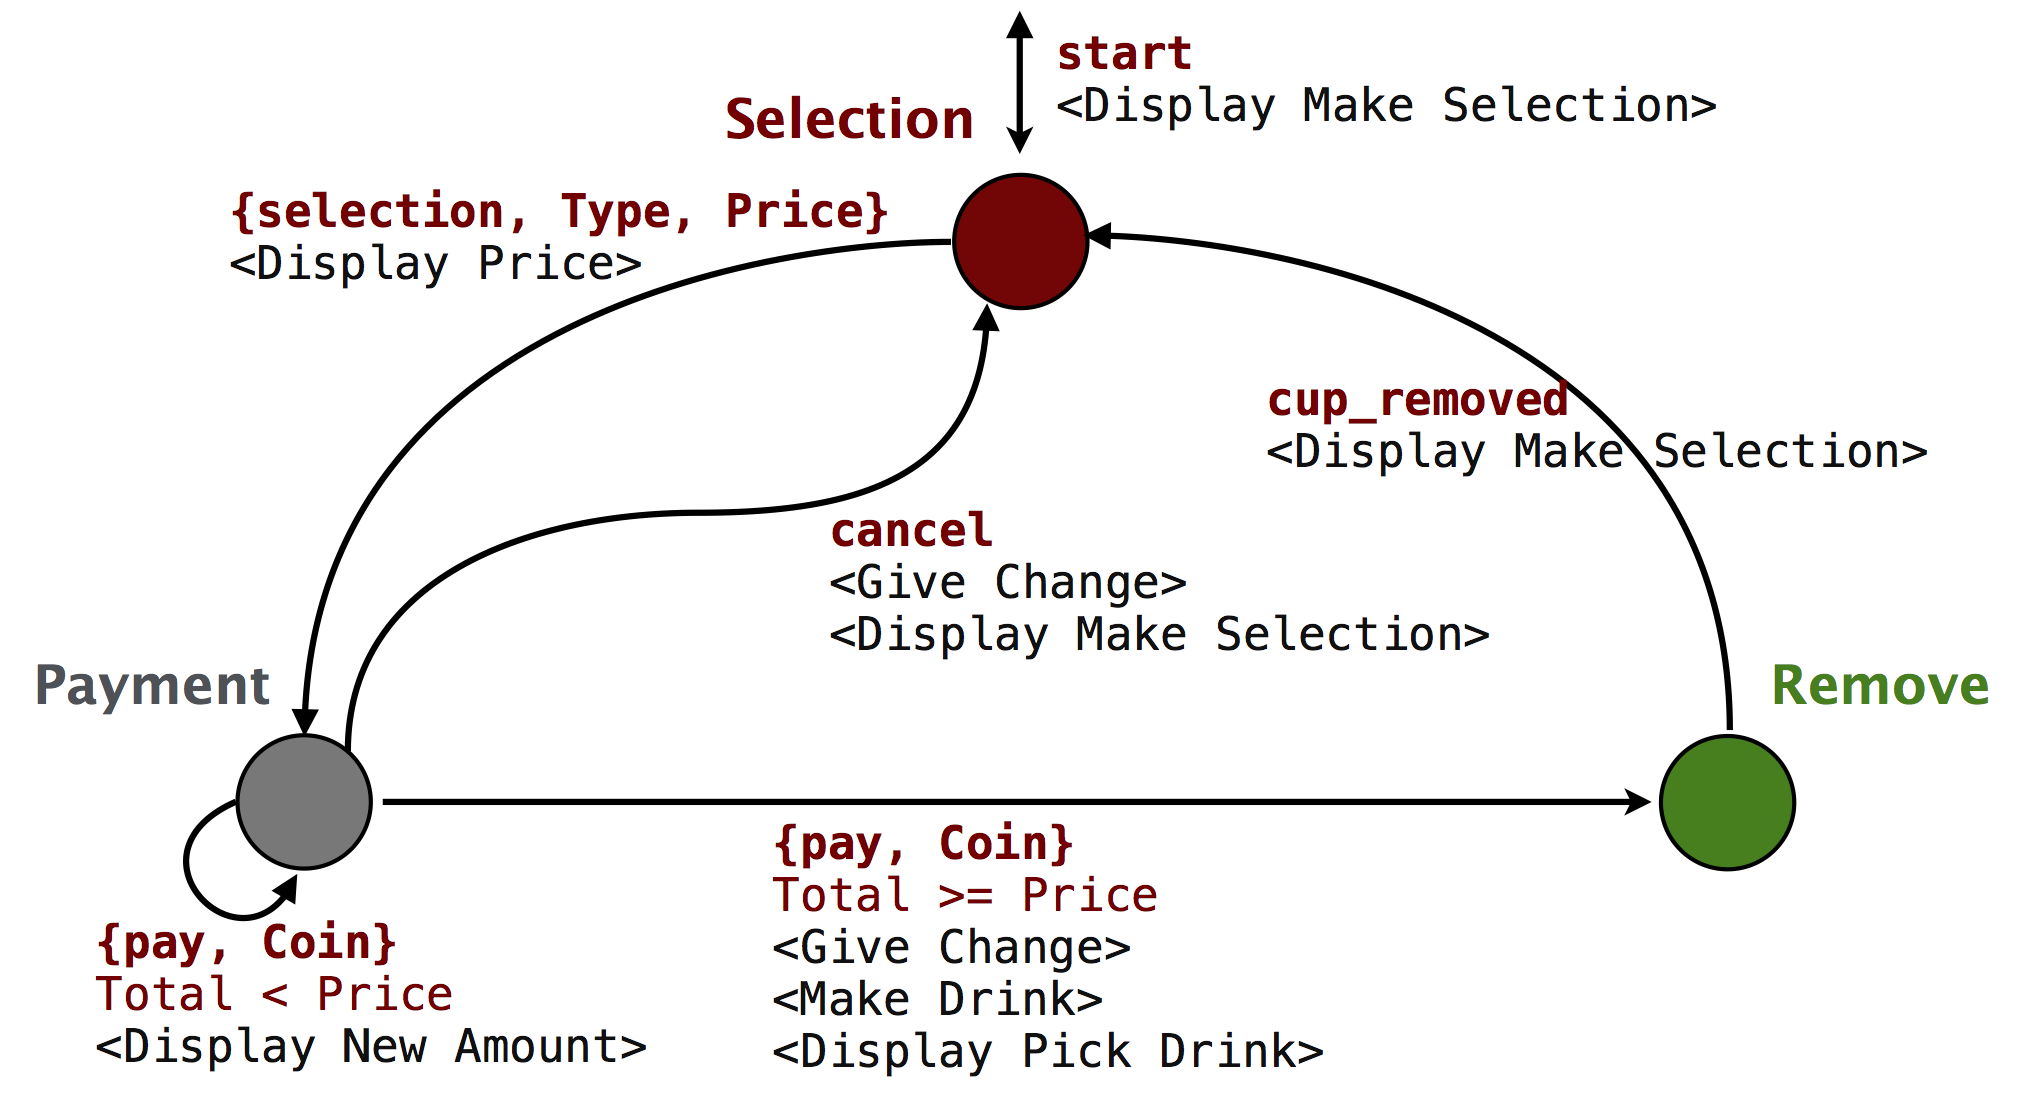 start
<Display Make Selection>
Selection
{selection, Type, Price}
<Display Price>
cup_removed
<Display Make Selection>
cancel
<Give Change>
<Display Make Selection>
Payment
Remove
{pay, Coin}
Total >= Price
<Give Change>
<Make Drink>
<Display Pick Drink>
{pay, Coin}
Total < Price
<Display New Amount>